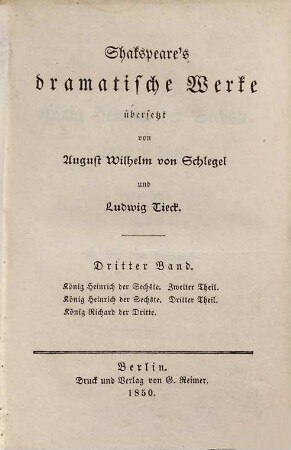 Shakspeare's
dramatische Werke
übersetzt
von
August Wilhelm von Schlegel
und
Ludwig Tieck.
Dritter Band.
König Heinrich der Sechste. Zweiter Theil.
König Heinrich der Sechste. Dritter Theil.
König Richard der Dritte.
Berlin.
Druck und Verlag von G. Reimer.
1850.